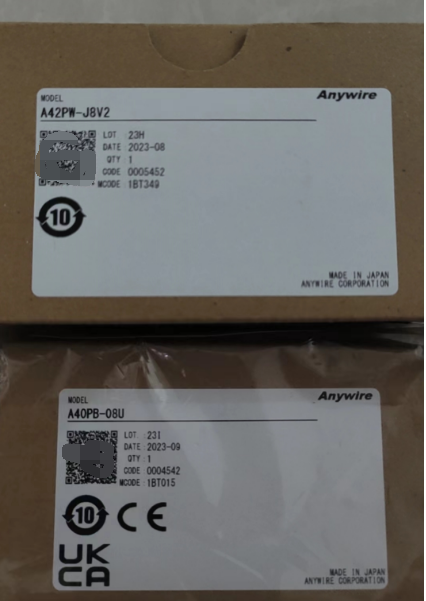 Anywire
MODEL
A42PW-J8V2
LOT 23H
DATE 2023-08
QTY 1
CODE 0005452
MCODE 1BT349
10
MADE IN JAPAN
ANYWIRE CORPORATION
Anywire
MODEL
A40PB-08U
LOT 23I
DATE 2023-09
QTY 1
CODE 0004542
MCODE 1BT015
10 CE
UK
CA
MADE IN JAPAN
ANYWIRE CORPORATION